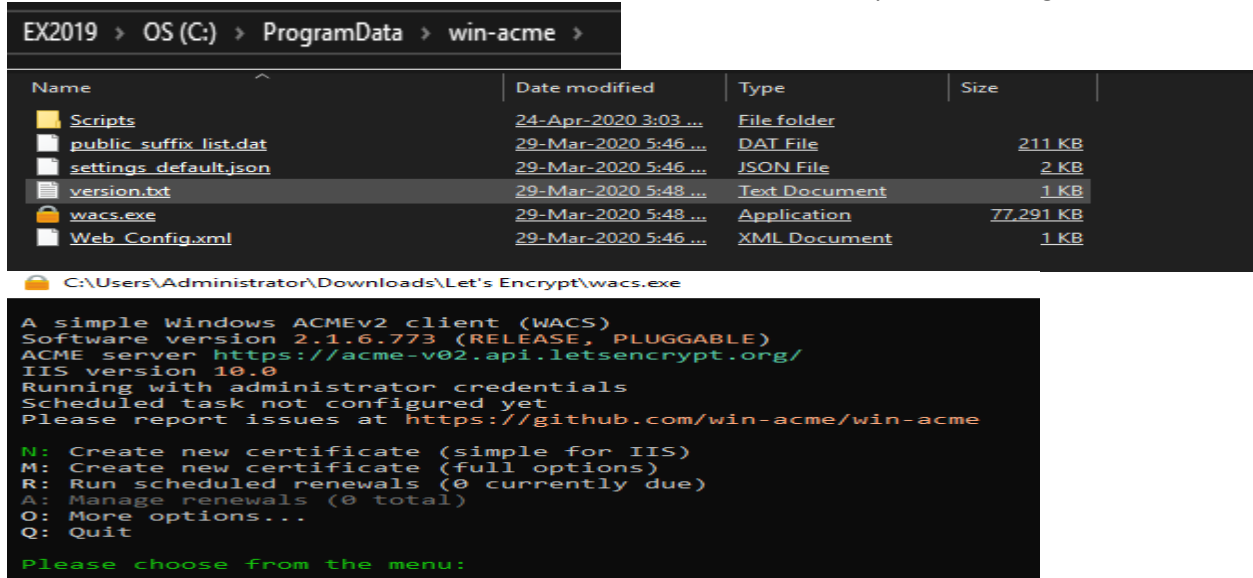 EX2019 > OS (C:) > ProgramData > win-acme >
Name Date modified Type Size
Scripts 24-Apr-2020 3:03 ... File folder
public_suffix_list.dat 29-Mar-2020 5:46 ... DAT File 211 KB
settings_default.json 29-Mar-2020 5:46 ... JSON File 2 KB
version.txt 29-Mar-2020 5:48 ... Text Document 1 KB
wacs.exe 29-Mar-2020 5:48 ... Application 77,291 KB
Web_Config.xml 29-Mar-2020 5:46 ... XML Document 1 KB
C:\Users\Administrator\Downloads\Let's Encrypt\wacs.exe
A simple Windows ACMEv2 client (WACS)
Software version 2.1.6.773 (RELEASE, PLUGGABLE)
ACME server https://acme-v02.api.letsencrypt.org/
IIS version 10.0
Running with administrator credentials
Scheduled task not configured yet
Please report issues at https://github.com/win-acme/win-acme
N: Create new certificate (simple for IIS)
M: Create new certificate (full options)
R: Run scheduled renewals (0 currently due)
A: Manage renewals (0 total)
O: More options...
Q: Quit
Please choose from the menu: